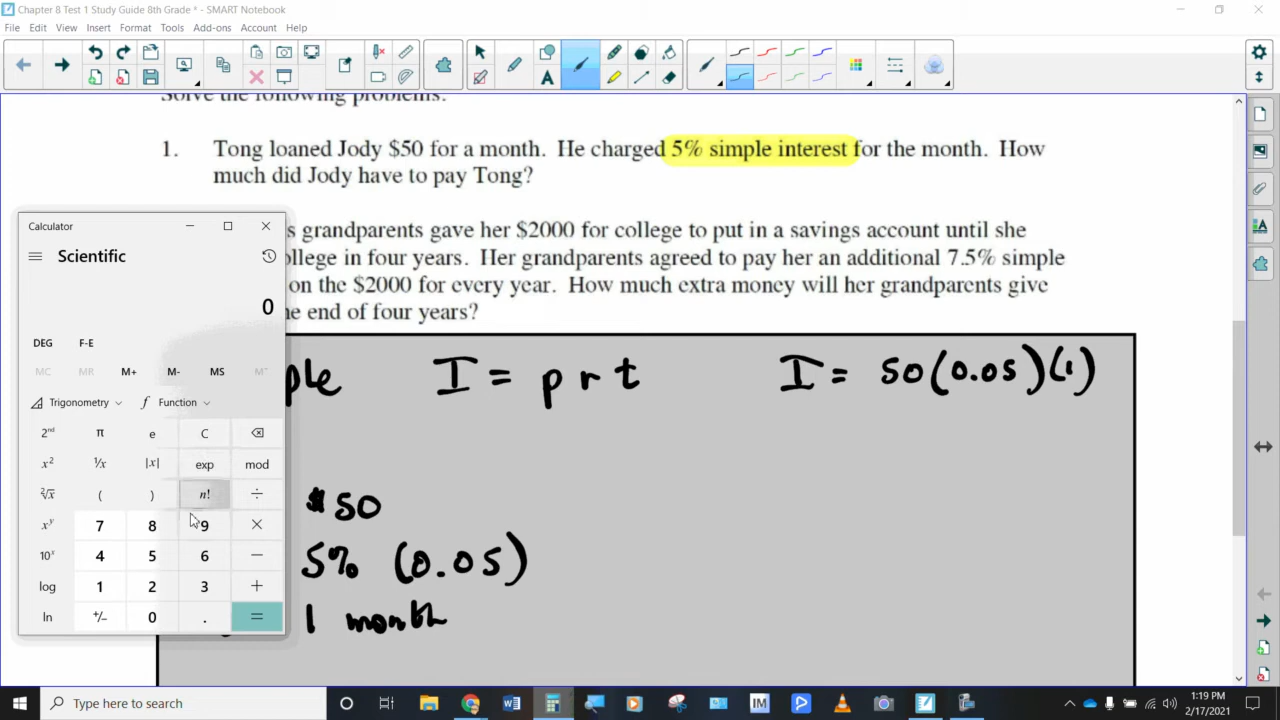 Chapter 8 Test 1 Study Guide 8th Grade * - SMART Notebook
File Edit View Insert Format Tools Add-ons Account Help
Solve the following problems.
1. Tong loaned Jody $50 for a month. He charged 5% simple interest for the month. How
much did Jody have to pay Tong?
s grandparents gave her $2000 for college to put in a savings account until she
ollege in four years. Her grandparents agreed to pay her an additional 7.5% simple
on the $2000 for every year. How much extra money will her grandparents give
e end of four years?
Calculator
Scientific
0
DEG F-E
MC MR M+ M- MS M˅
Trigonometry f Function
2nd π e C
x² ¹/x |x| exp mod
²√x ( ) n! ÷
xʸ 7 8 9 ×
10ˣ 4 5 6 −
log 1 2 3 +
ln +/− 0 . =
ple I = p r t I = 50(0.05)(1)
$50
5% (0.05)
1 month
Type here to search
IM
1:19 PM
2/17/2021